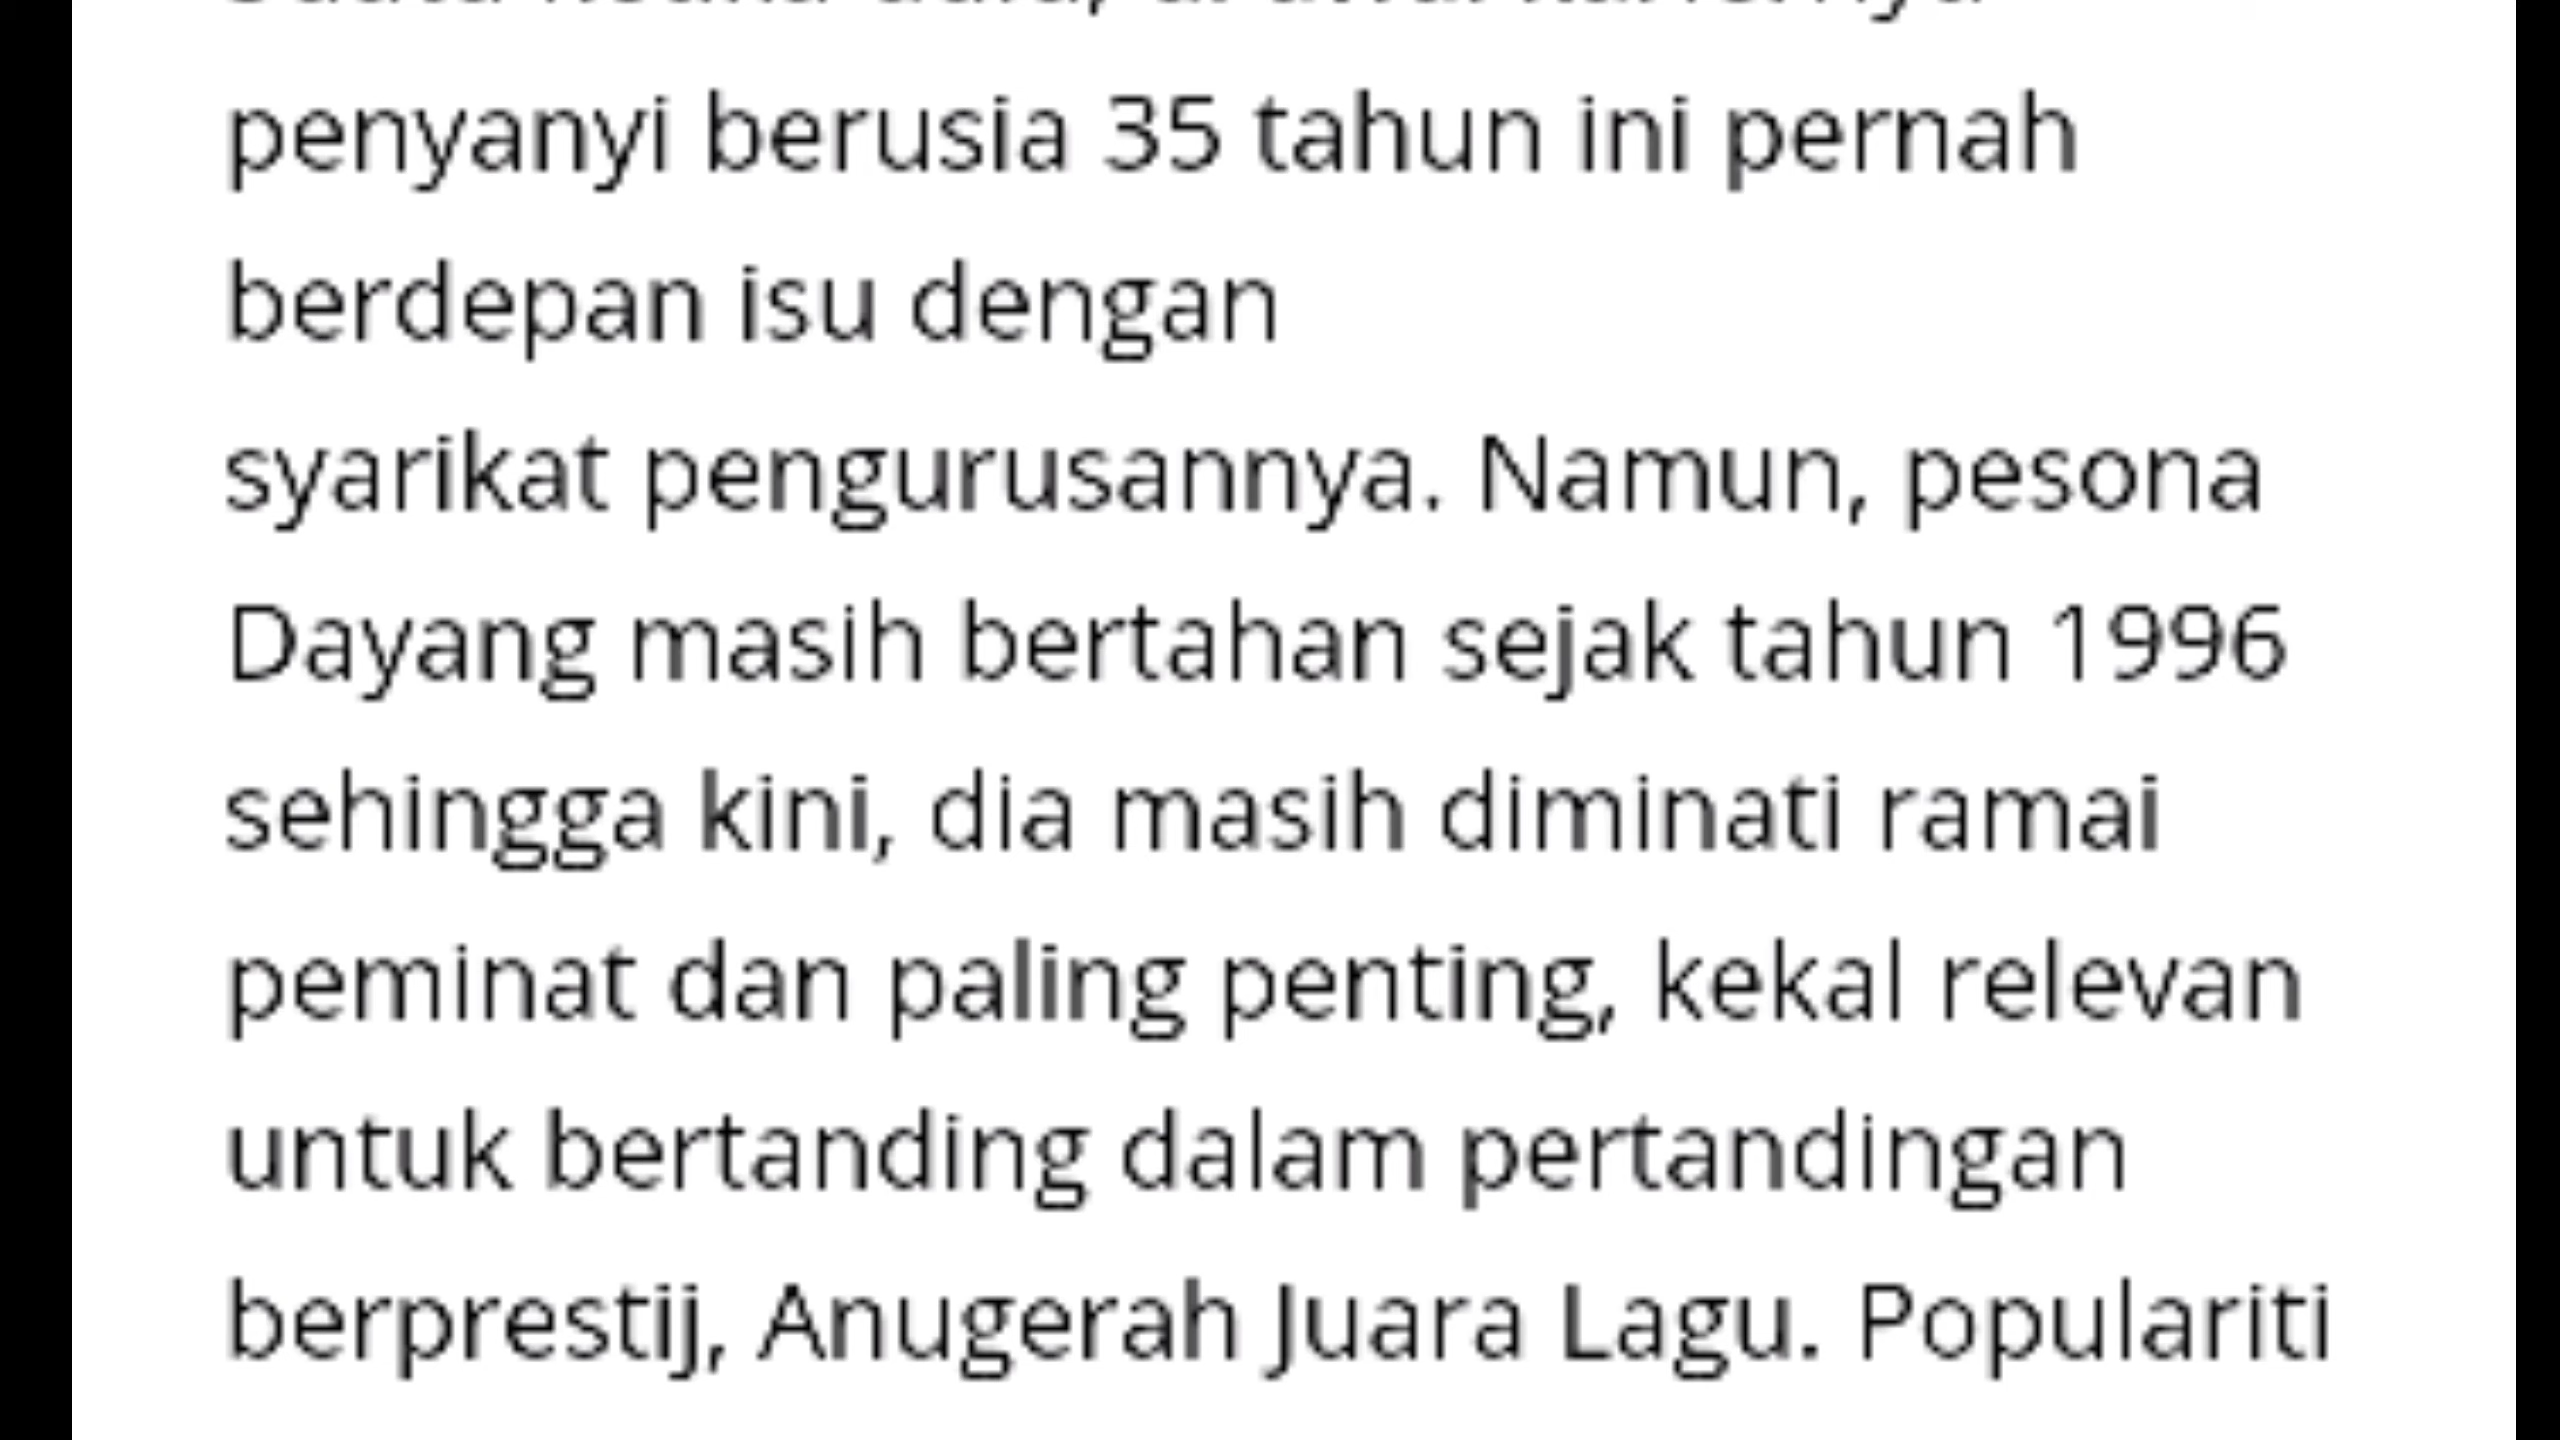 penyanyi berusia 35 tahun ini pernah
berdepan isu dengan
syarikat pengurusannya. Namun, pesona
Dayang masih bertahan sejak tahun 1996
sehingga kini, dia masih diminati ramai
peminat dan paling penting, kekal relevan
untuk bertanding dalam pertandingan
berprestij, Anugerah Juara Lagu. Populariti